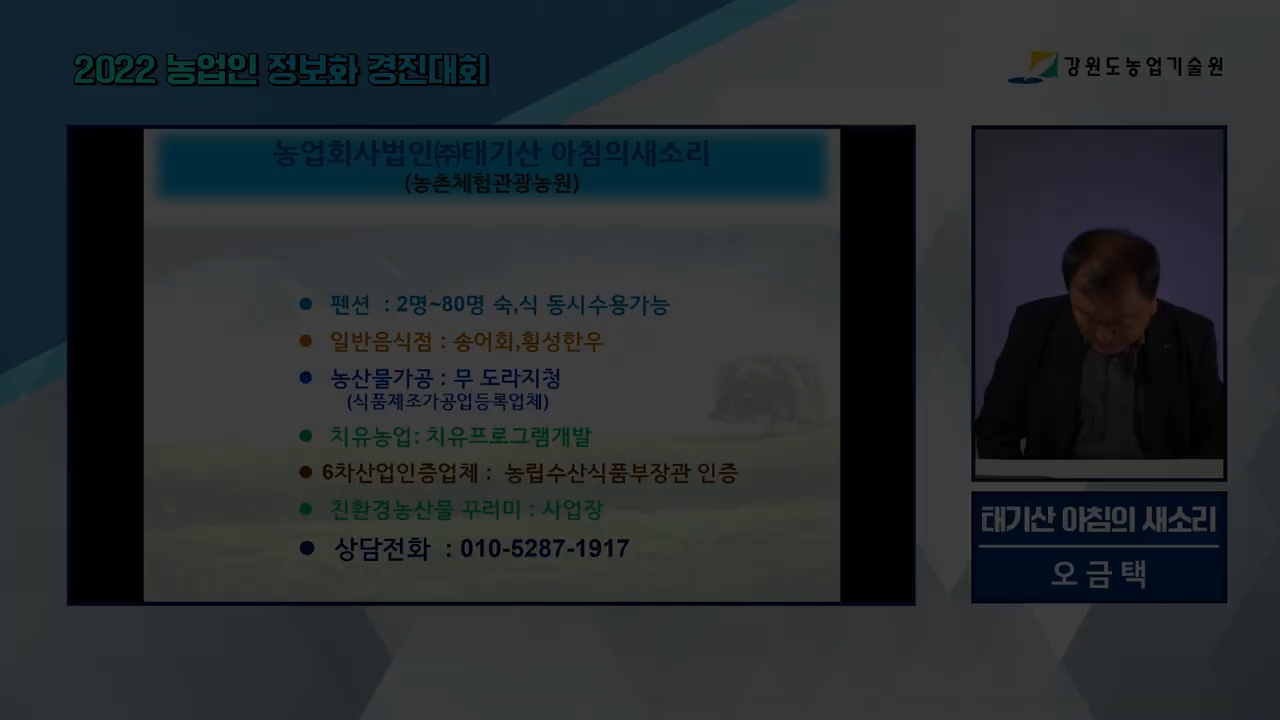 2022 농업인 정보화 경진대회
강원도농업기술원
농업회사법인㈜태기산 아침의새소리
(농촌체험관광농원)
● 펜션 : 2명~80명 숙,식 동시수용가능
● 일반음식점 : 송어회,횡성한우
● 농산물가공 : 무 도라지청
(식품제조가공업등록업체)
● 치유농업: 치유프로그램개발
● 6차산업인증업체 : 농림수산식품부장관 인증
● 친환경농산물 꾸러미 : 사업장
● 상담전화 : 010-5287-1917
태기산 아침의 새소리
오금택